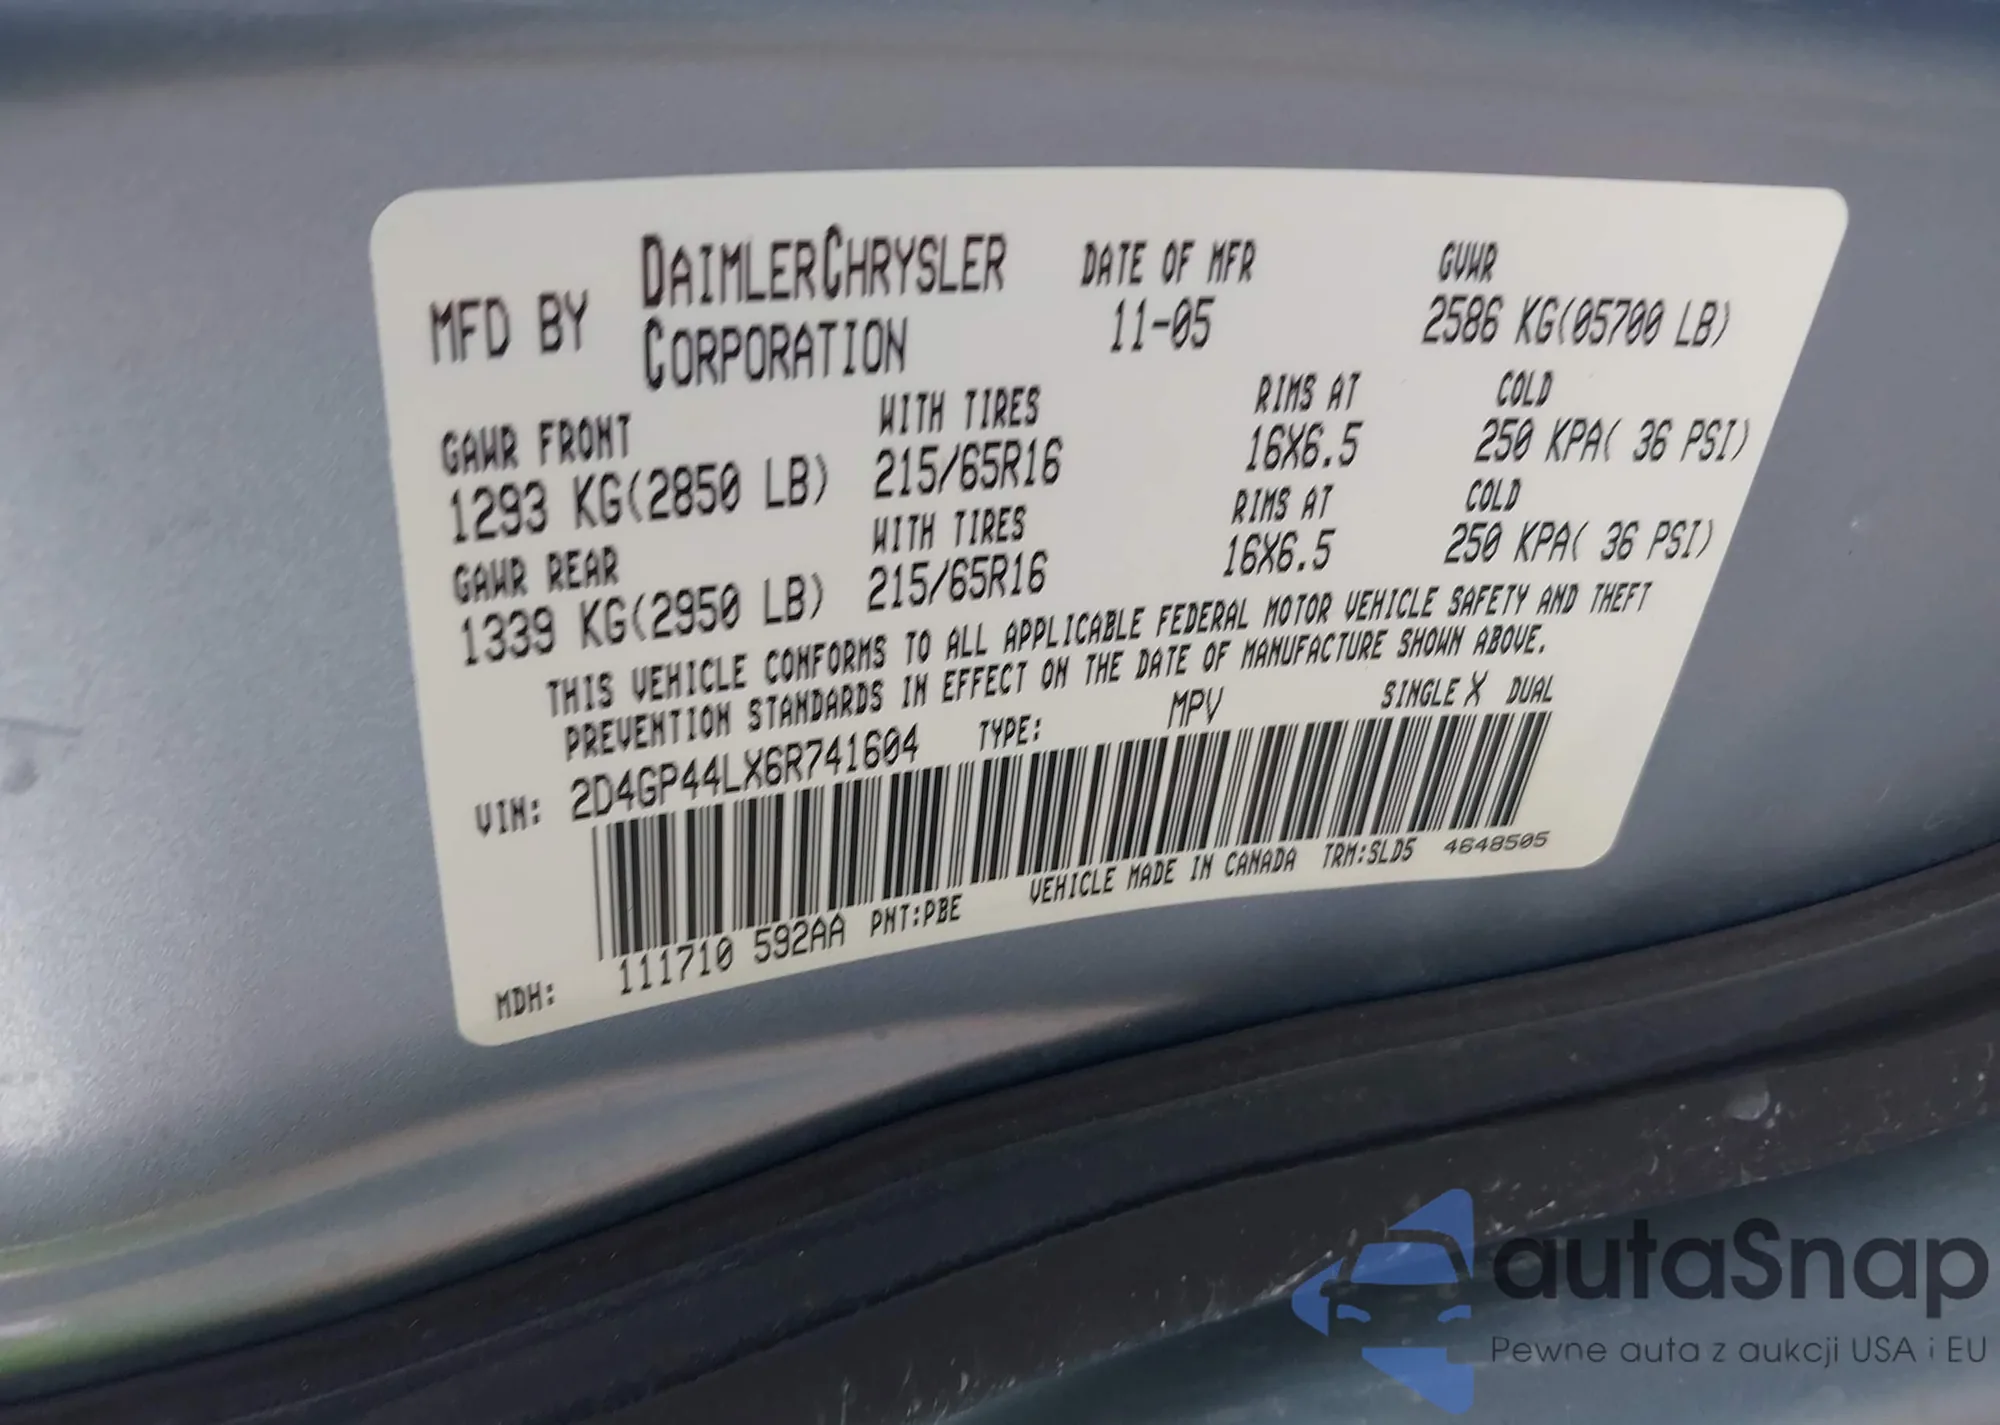 MFD BY DAIMLERCHRYSLER CORPORATION
DATE OF MFR 11-05
GVWR 2586 KG(05700 LB)
GAWR FRONT WITH TIRES RIMS AT COLD
1293 KG(2850 LB) 215/65R16 16X6.5 250 KPA( 36 PSI)
GAWR REAR WITH TIRES RIMS AT COLD
1339 KG(2950 LB) 215/65R16 16X6.5 250 KPA( 36 PSI)
THIS VEHICLE CONFORMS TO ALL APPLICABLE FEDERAL MOTOR VEHICLE SAFETY AND THEFT
PREVENTION STANDARDS IN EFFECT ON THE DATE OF MANUFACTURE SHOWN ABOVE.
VIN: 2D4GP44LX6R741604 TYPE: MPV SINGLE X DUAL
MDH: 111710 592AA PNT:PBE VEHICLE MADE IN CANADA TRM:SLD5 4648505
autaSnap
Pewne auta z aukcji USA i EU